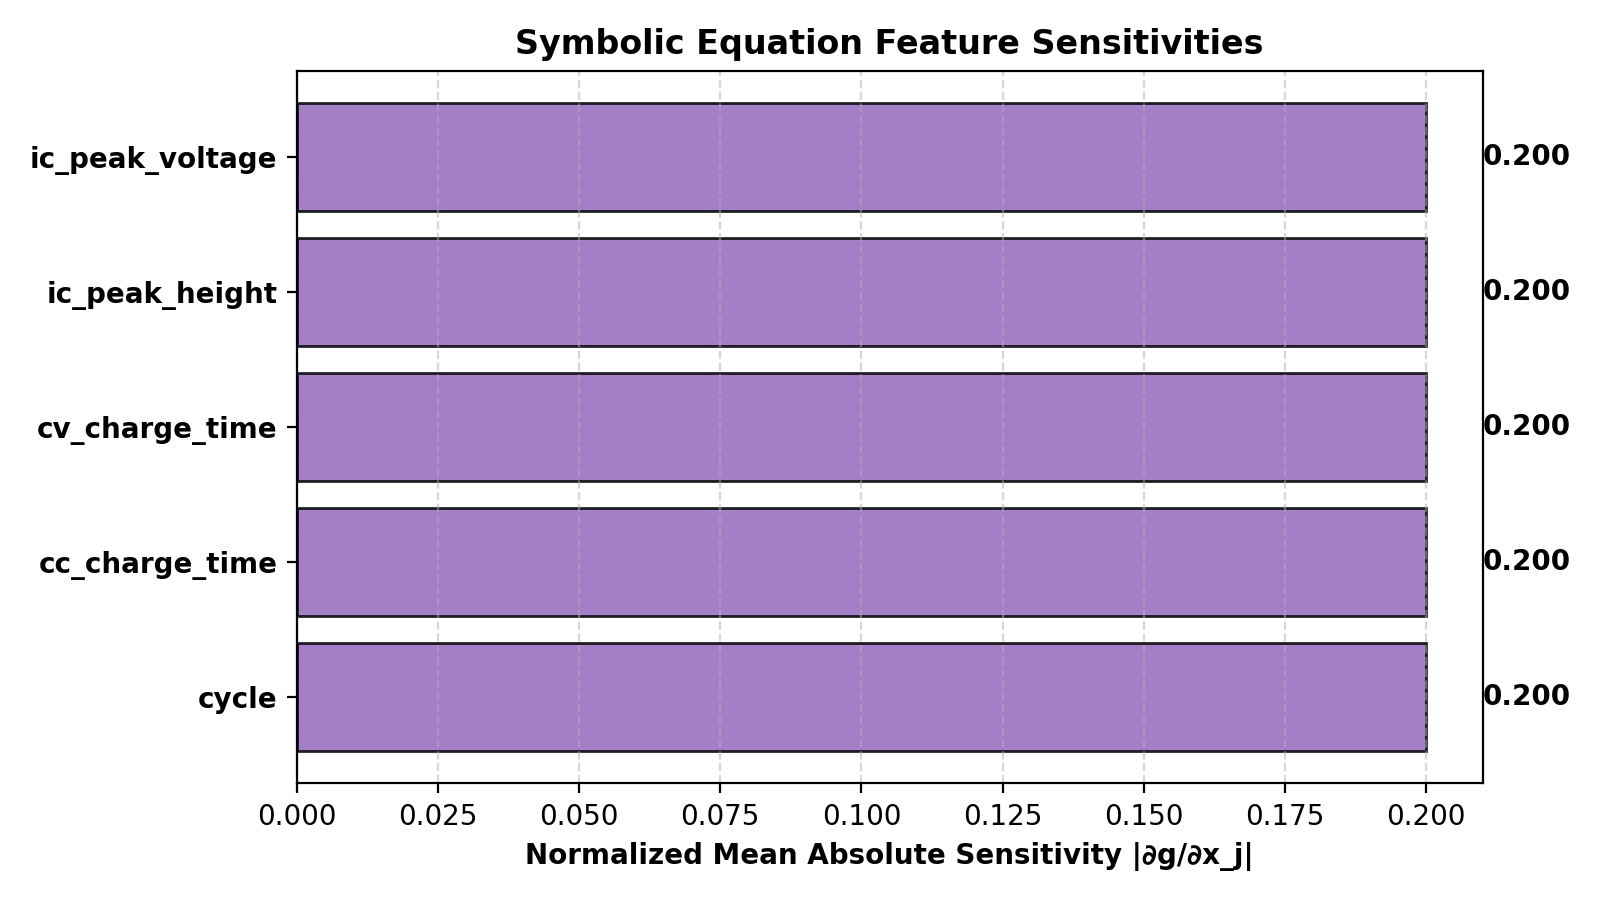 Symbolic Equation Feature Sensitivities
ic_peak_voltage
0.200
ic_peak_height
0.200
cv_charge_time
0.200
cc_charge_time
0.200
cycle
0.200
0.000 0.025 0.050 0.075 0.100 0.125 0.150 0.175 0.200
Normalized Mean Absolute Sensitivity |∂g/∂x_j|